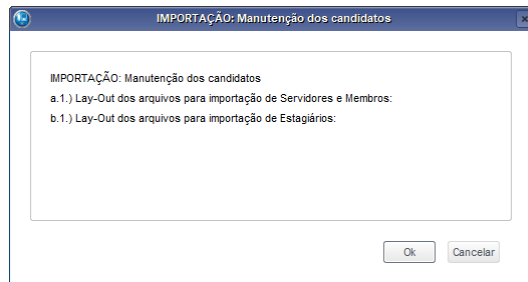 IMPORTAÇÃO: Manutenção dos candidatos
IMPORTAÇÃO: Manutenção dos candidatos
a.1.) Lay-Out dos arquivos para importação de Servidores e Membros:
b.1.) Lay-Out dos arquivos para importação de Estagiários:
Ok Cancelar